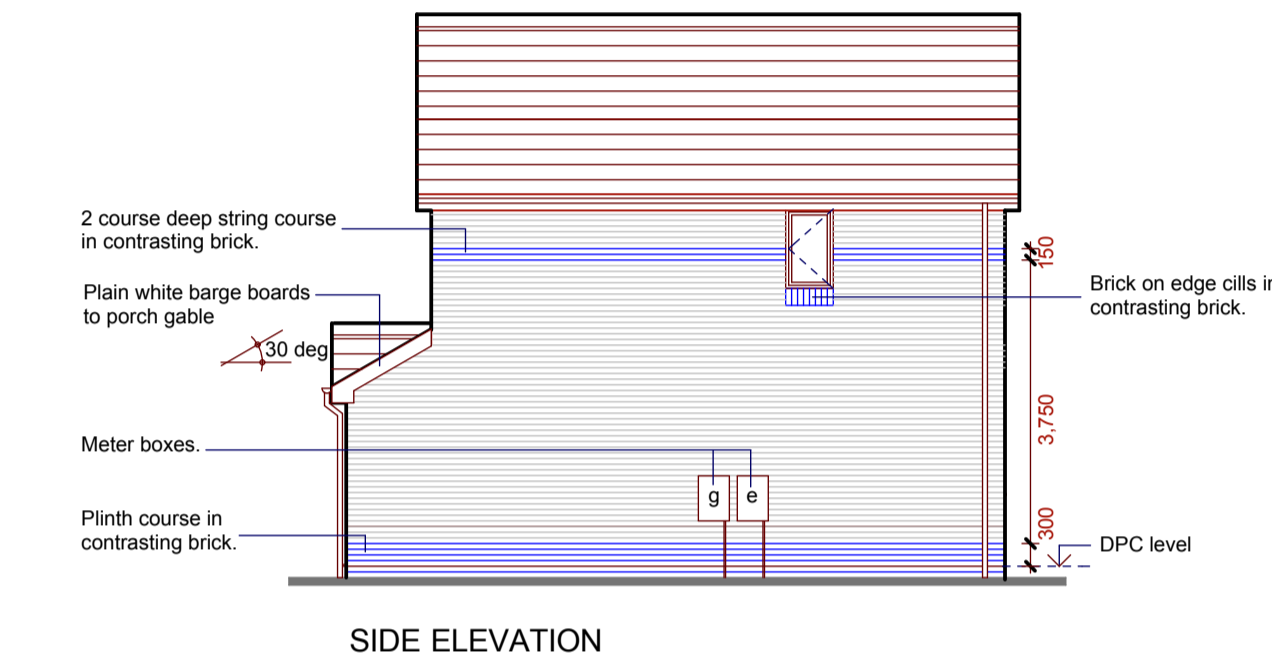 2 course deep string course
in contrasting brick.
Plain white barge boards
to porch gable
30 deg
Meter boxes.
Plinth course in
contrasting brick.
g
e
150
Brick on edge cills in
contrasting brick.
3,750
300
DPC level
SIDE ELEVATION